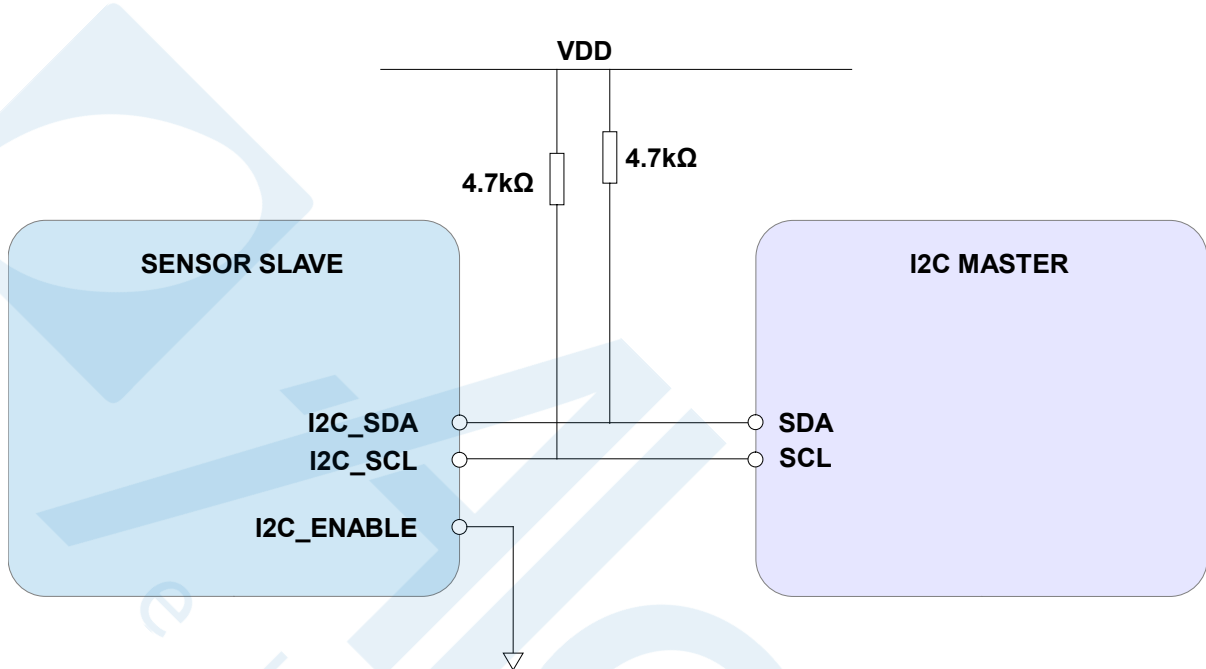 VDD
4.7kΩ
4.7kΩ
SENSOR SLAVE
I2C MASTER
I2C_SDA
SDA
I2C_SCL
SCL
I2C_ENABLE
e